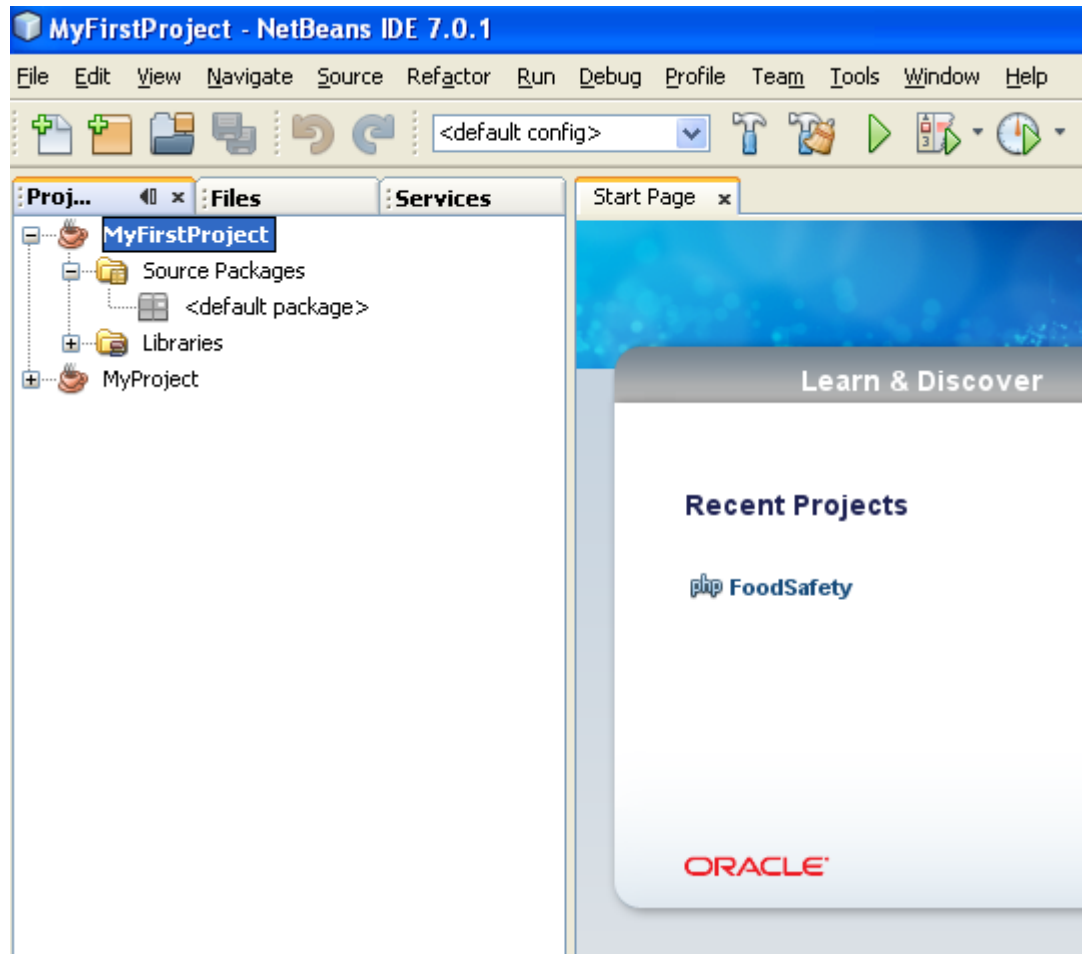 MyFirstProject - NetBeans IDE 7.0.1
File Edit View Navigate Source Refactor Run Debug Profile Team Tools Window Help
<default config>
Proj... Files Services
Start Page
MyFirstProject
Source Packages
<default package>
Libraries
MyProject
Learn & Discover
Recent Projects
php FoodSafety
ORACLE